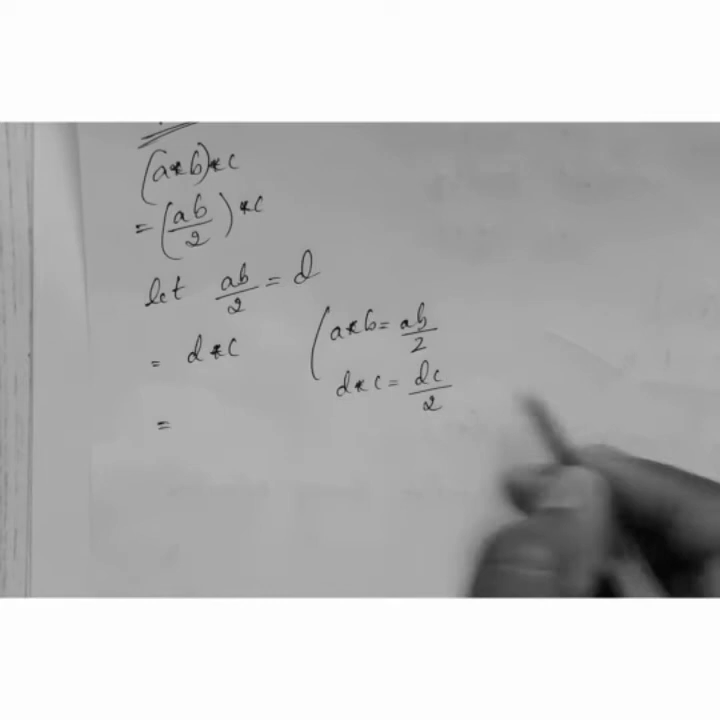 (a*b)*c
= (ab/2)*c
let ab/2 = d
= d*c
(a*b = ab/2
d*c = dc/2
=